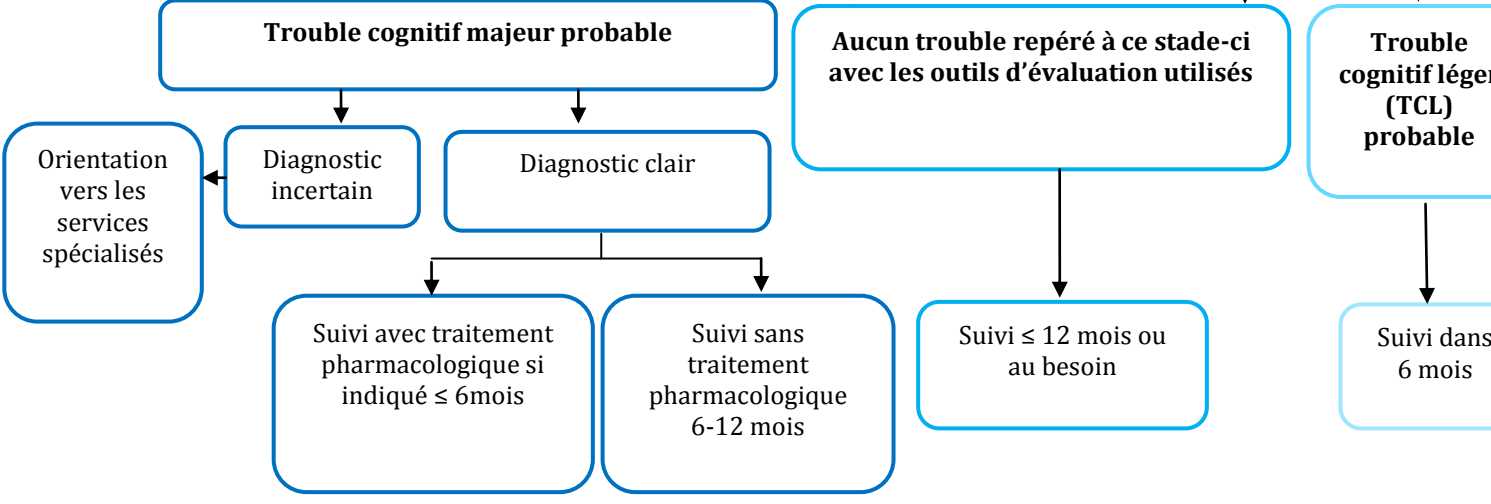 Trouble cognitif majeur probable
Aucun trouble repéré à ce stade-ci
avec les outils d'évaluation utilisés
Trouble
cognitif léger
(TCL)
probable
Orientation
vers les
services
spécialisés
Diagnostic
incertain
Diagnostic clair
Suivi avec traitement
pharmacologique si
indiqué ≤ 6mois
Suivi sans
traitement
pharmacologique
6-12 mois
Suivi ≤ 12 mois ou
au besoin
Suivi dans
6 mois